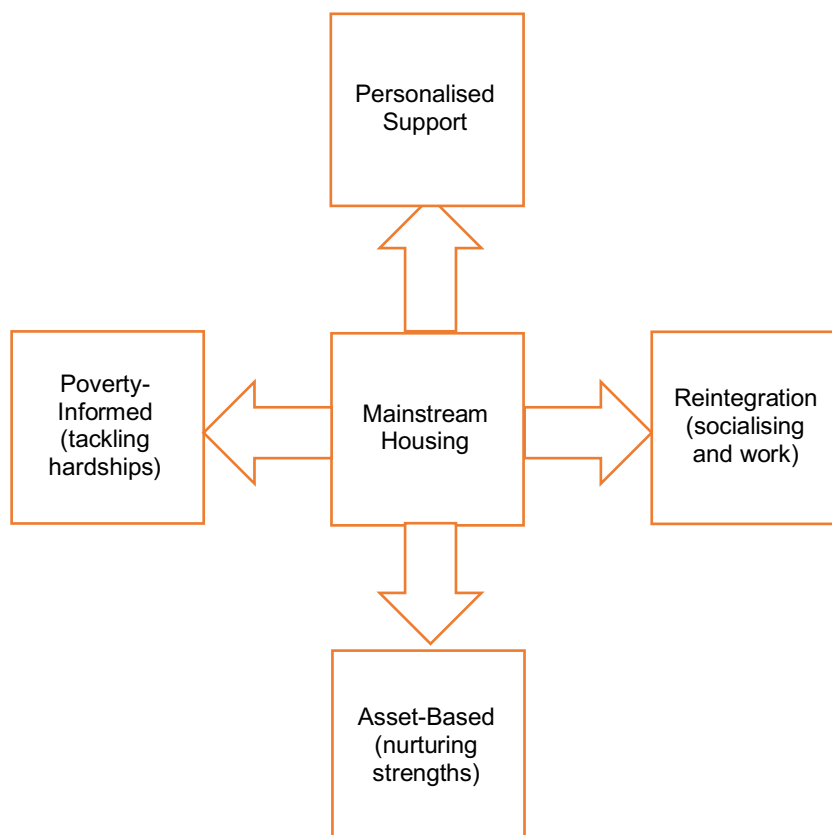 Personalised
Support
Poverty-
Informed
(tackling
hardships)
Mainstream
Housing
Reintegration
(socialising
and work)
Asset-Based
(nurturing
strengths)